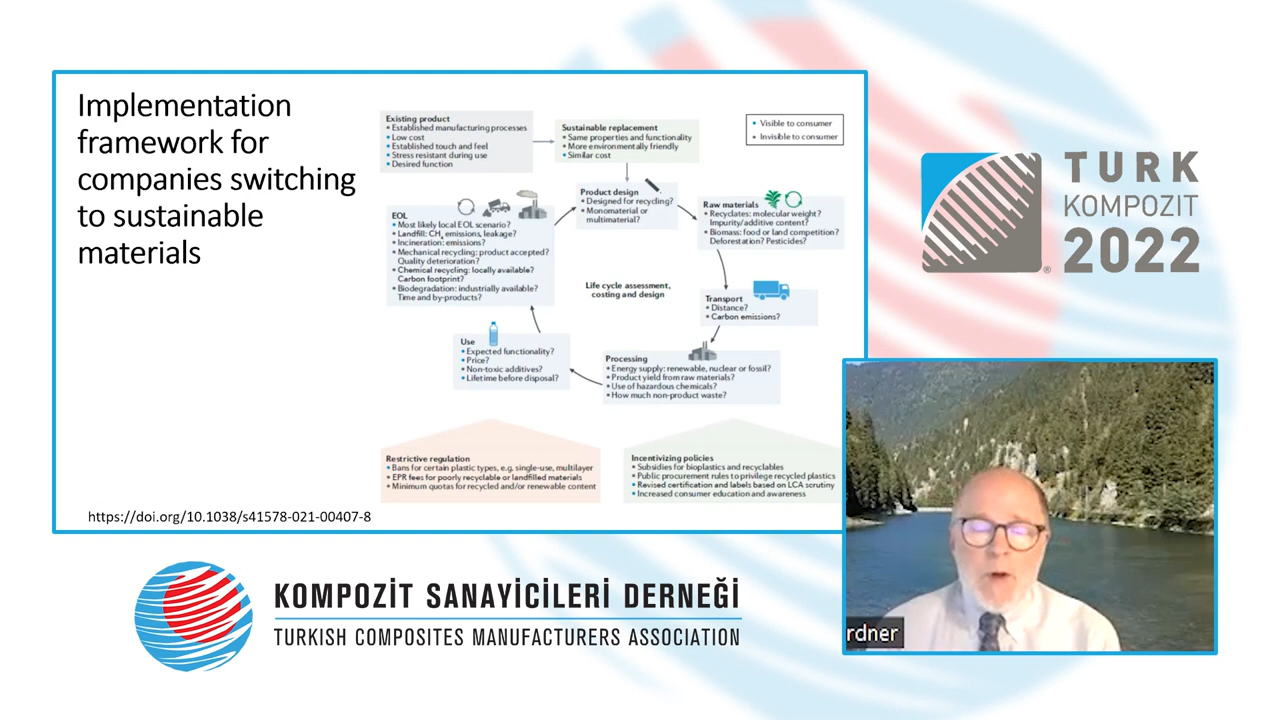 Implementation
framework for
companies switching
to sustainable
materials
Existing product
• Established manufacturing processes
• Low cost
• Established touch and feel
• Stress resistant during use
• Desired function
Sustainable replacement
• Same properties and functionality
• More environmentally friendly
• Similar cost
• Visible to consumer
• Invisible to consumer
Product design
• Designed for recycling?
• Monomaterial or
multimaterial?
Raw materials
• Recyclates: molecular weight?
Impurity/additive content?
• Biomass: food or land competition?
Deforestation? Pesticides?
EOL
• Most likely local EOL scenario?
• Landfill: CH4 emissions, leakage?
• Incineration: emissions?
• Mechanical recycling: product accepted?
Quality deterioration?
• Chemical recycling: locally available?
Carbon footprint?
• Biodegradation: industrially available?
Time and by-products?
Life cycle assessment,
costing and design
Transport
• Distance?
• Carbon emissions?
Use
• Expected functionality?
• Price?
• Non-toxic additives?
• Lifetime before disposal?
Processing
• Energy supply: renewable, nuclear or fossil?
• Product yield from raw materials?
• Use of hazardous chemicals?
• How much non-product waste?
Restrictive regulation
• Bans for certain plastic types, e.g. single-use, multilayer
• EPR fees for poorly recyclable or landfilled materials
• Minimum quotas for recycled and/or renewable content
Incentivizing policies
• Subsidies for bioplastics and recyclables
• Public procurement rules to privilege recycled plastics
• Revised certification and labels based on LCA scrutiny
• Increased consumer education and awareness
https://doi.org/10.1038/s41578-021-00407-8
TURK
KOMPOZIT
2022
®
rdner
KOMPOZİT SANAYİCİLERİ DERNEĞİ
TURKISH COMPOSITES MANUFACTURERS ASSOCIATION